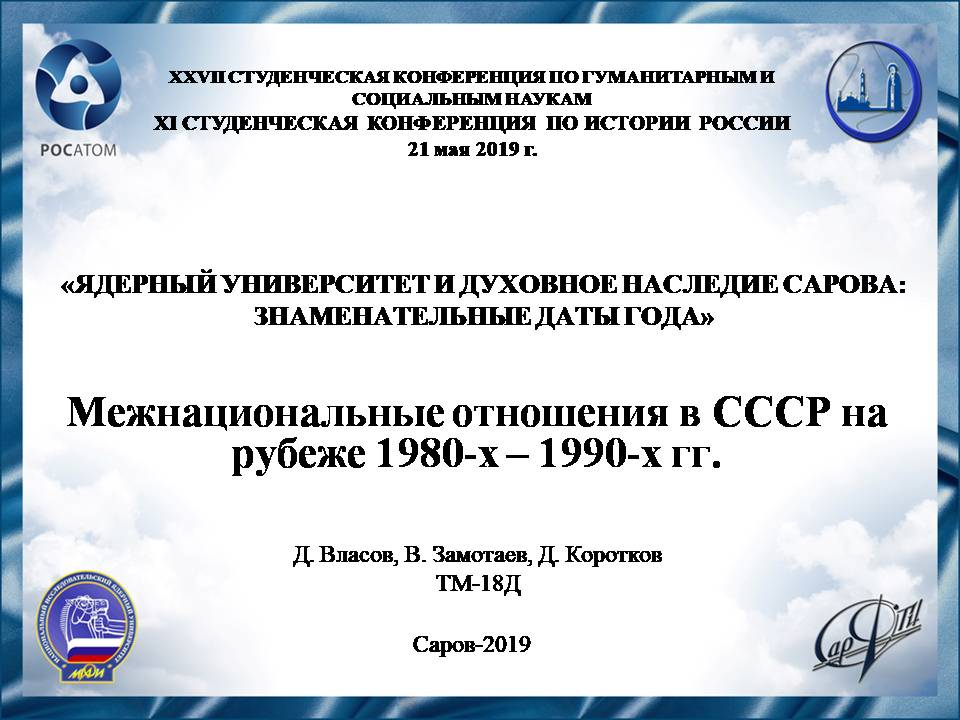 XXVII СТУДЕНЧЕСКАЯ КОНФЕРЕНЦИЯ ПО ГУМАНИТАРНЫМ И
СОЦИАЛЬНЫМ НАУКАМ
XI СТУДЕНЧЕСКАЯ КОНФЕРЕНЦИЯ ПО ИСТОРИИ РОССИИ
21 мая 2019 г.
РОСАТОМ
«ЯДЕРНЫЙ УНИВЕРСИТЕТ И ДУХОВНОЕ НАСЛЕДИЕ САРОВА:
ЗНАМЕНАТЕЛЬНЫЕ ДАТЫ ГОДА»
Межнациональные отношения в СССР на
рубеже 1980-х – 1990-х гг.
Д. Власов, В. Замотаев, Д. Коротков
ТМ-18Д
Саров-2019
НАЦИОНАЛЬНЫЙ ИССЛЕДОВАТЕЛЬСКИЙ ЯДЕРНЫЙ УНИВЕРСИТЕТ
МИФИ
СарФТИ